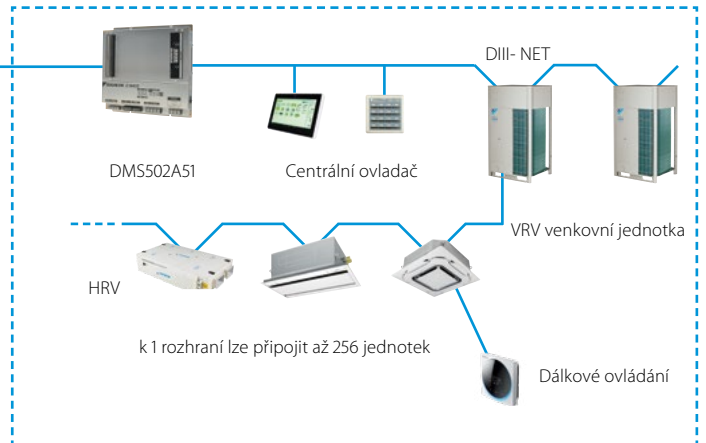 DIII- NET
DMS502A51
Centrální ovladač
VRV venkovní jednotka
HRV
k 1 rozhraní lze připojit až 256 jednotek
Dálkové ovládání